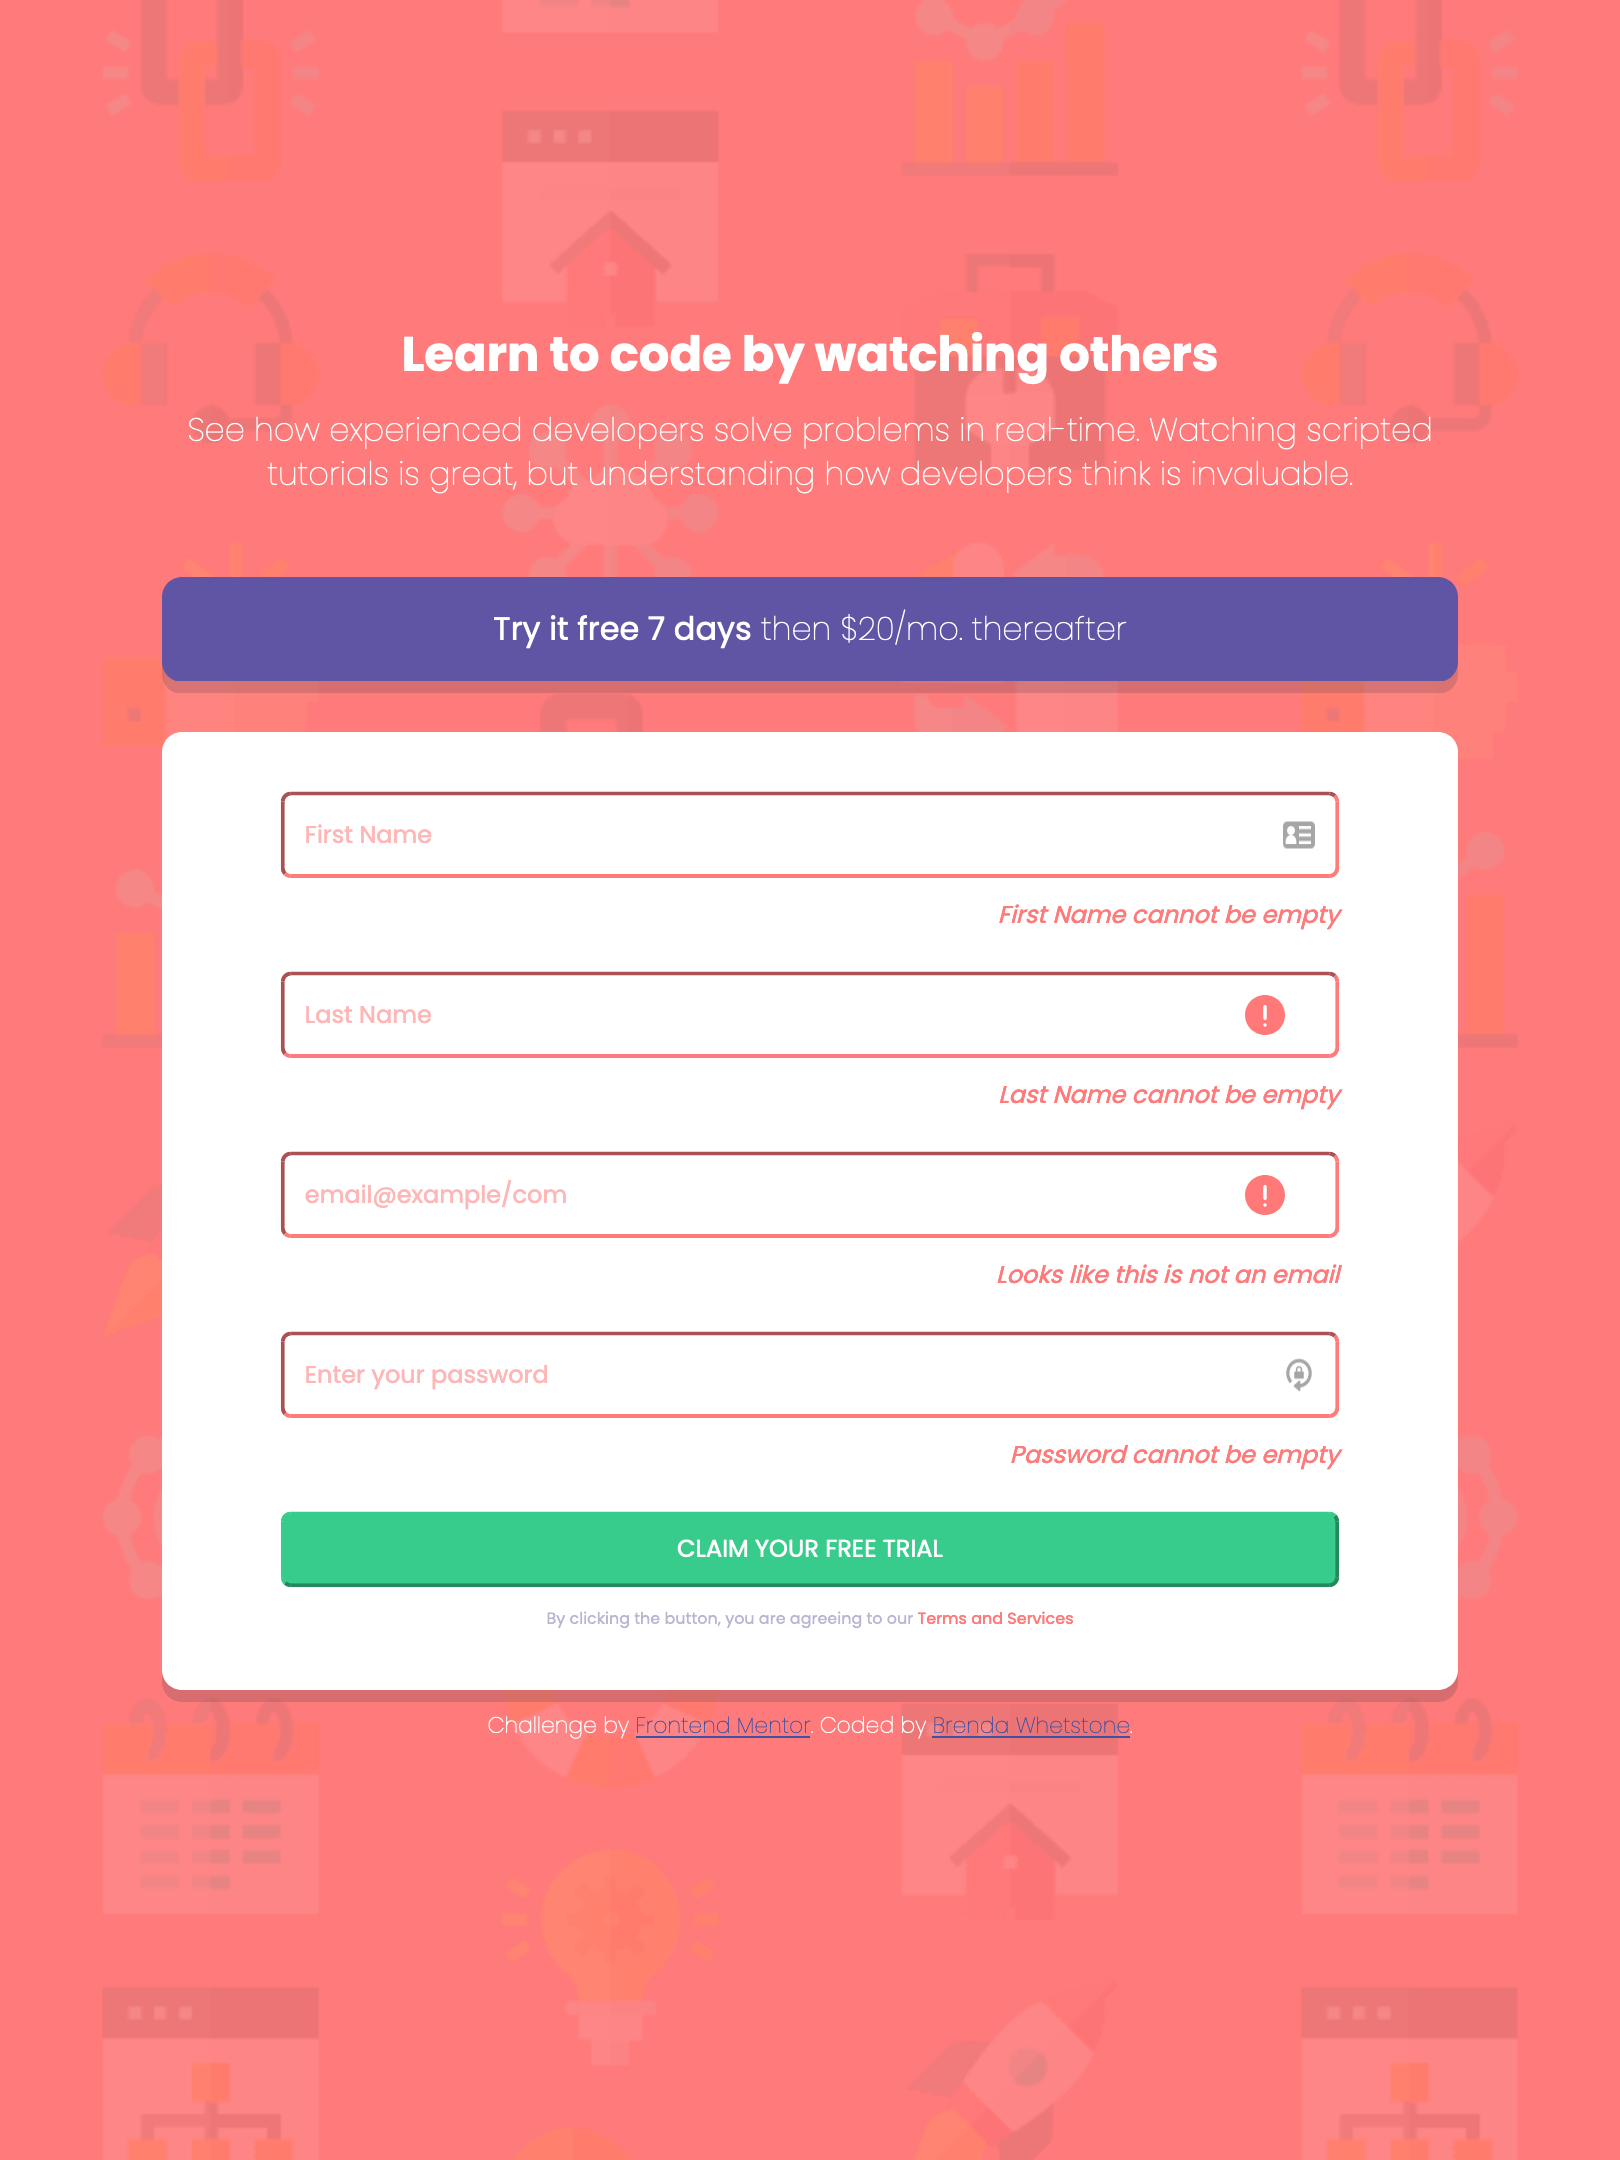 Learn to code by watching others
See how experienced developers solve problems in real-time. Watching scripted
tutorials is great, but understanding how developers think is invaluable.
Try it free 7 days then $20/mo. thereafter
First Name
First Name cannot be empty
Last Name
Last Name cannot be empty
email@example/com
Looks like this is not an email
Enter your password
Password cannot be empty
CLAIM YOUR FREE TRIAL
By clicking the button, you are agreeing to our Terms and Services
Challenge by Frontend Mentor. Coded by Brenda Whetstone.